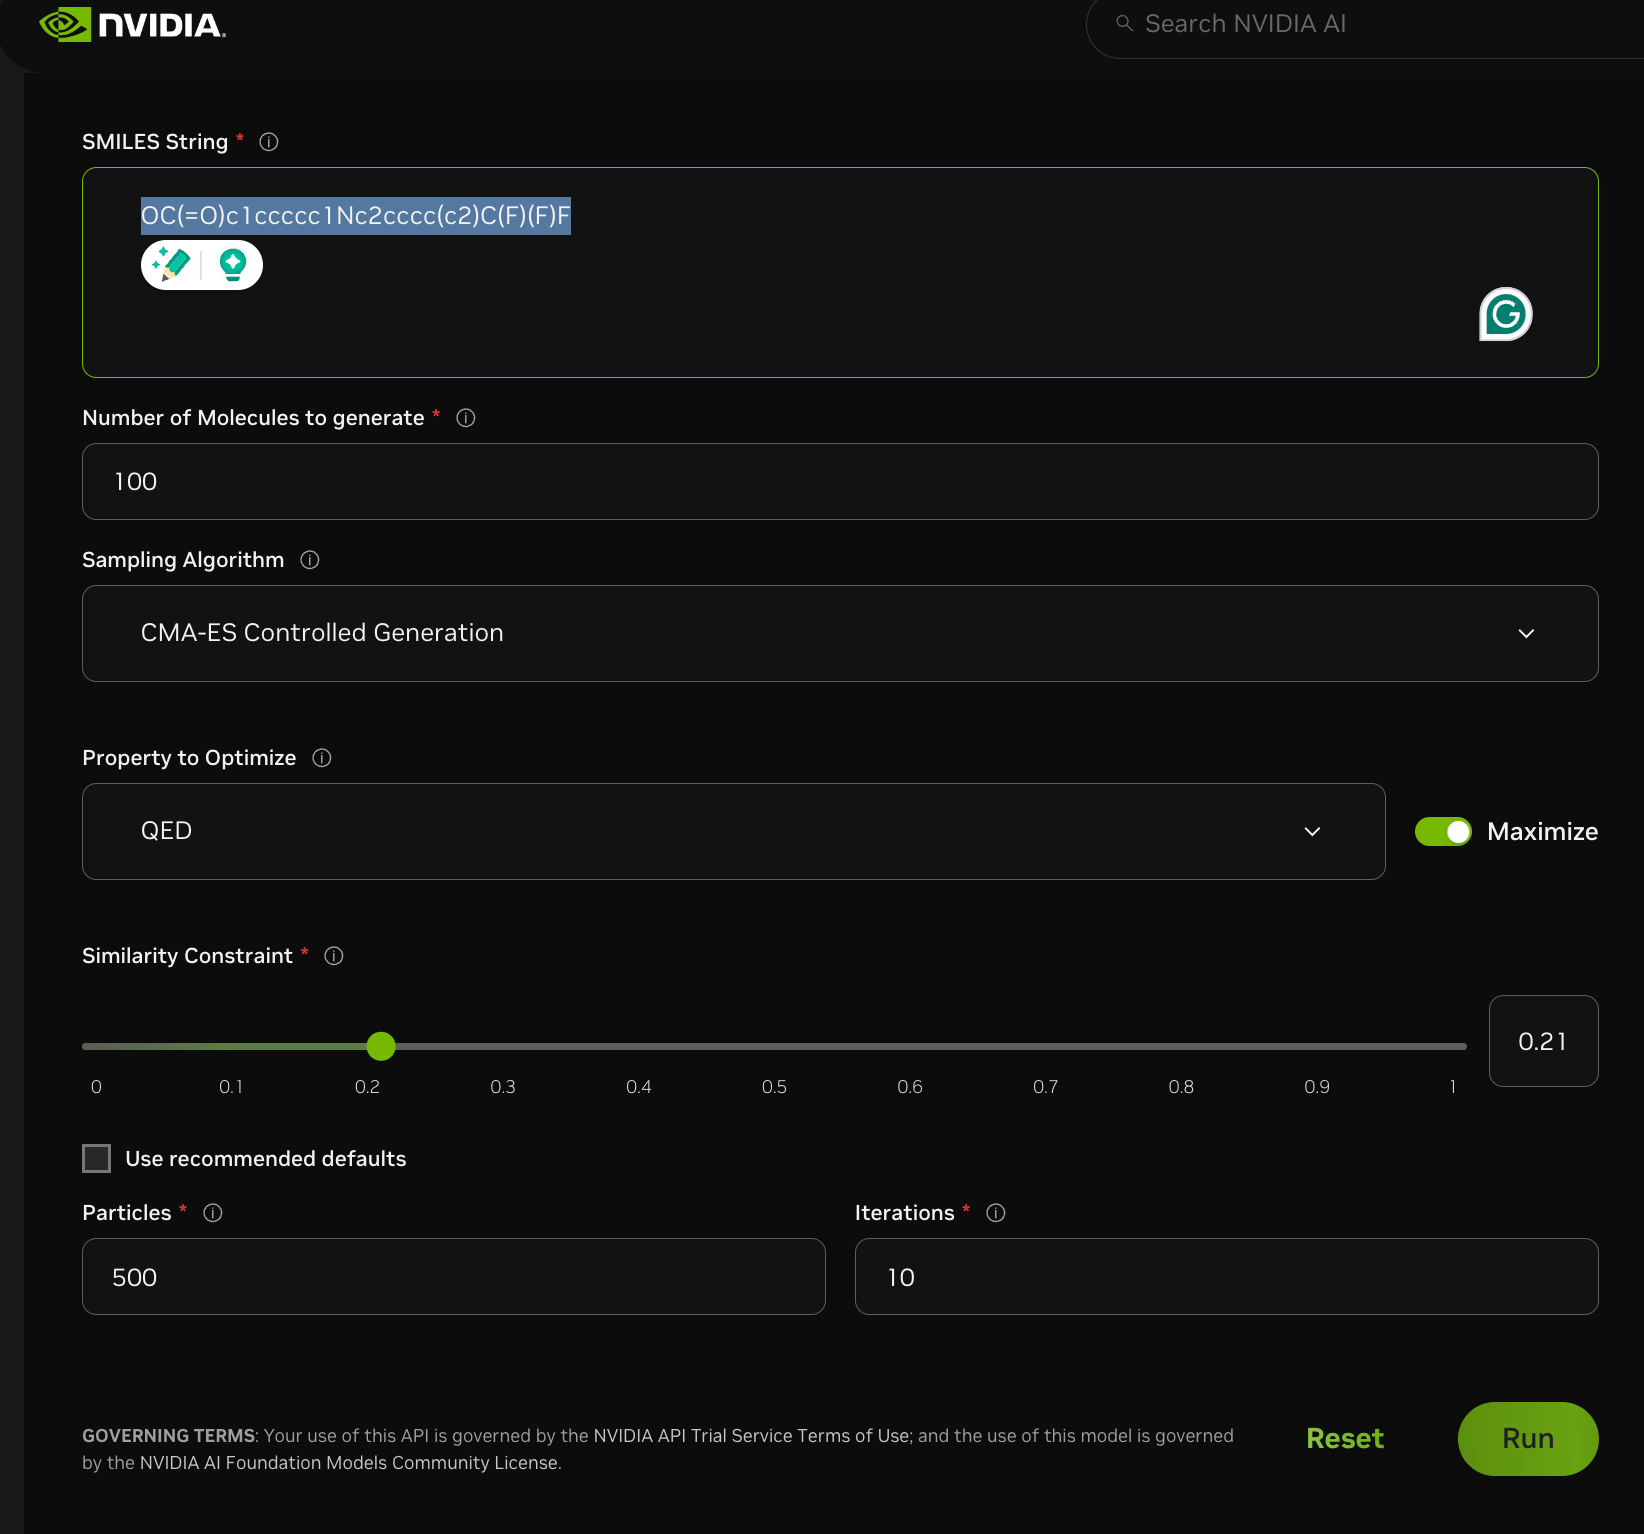 NVIDIA.
Search NVIDIA AI
SMILES String *
OC(=O)c1ccccc1Nc2cccc(c2)C(F)(F)F
Number of Molecules to generate *
100
Sampling Algorithm
CMA-ES Controlled Generation
Property to Optimize
QED
Maximize
Similarity Constraint *
0.21
0 0.1 0.2 0.3 0.4 0.5 0.6 0.7 0.8 0.9 1
Use recommended defaults
Particles *
Iterations *
500
10
GOVERNING TERMS: Your use of this API is governed by the NVIDIA API Trial Service Terms of Use; and the use of this model is governed
by the NVIDIA AI Foundation Models Community License.
Reset
Run